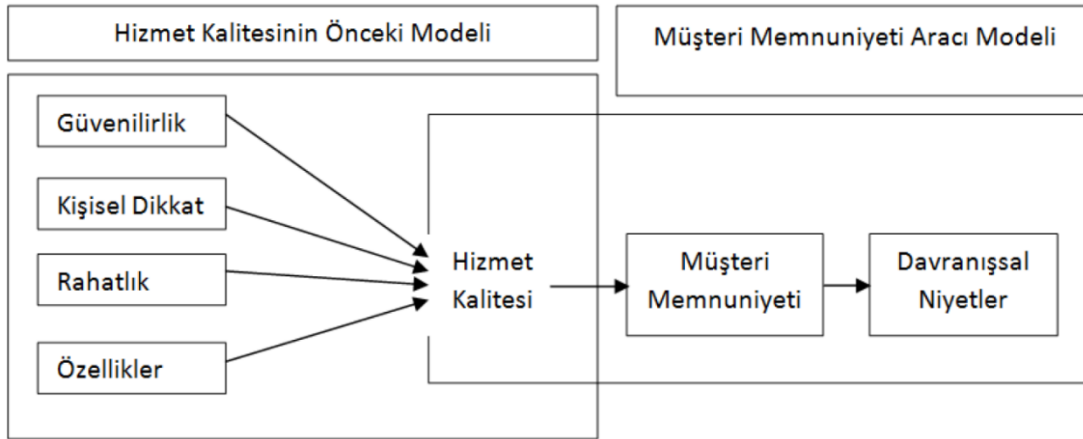 Hizmet Kalitesinin Önceki Modeli
Müşteri Memnuniyeti Aracı Modeli
Güvenilirlik
Kişisel Dikkat
Rahatlık
Özellikler
Hizmet
Kalitesi
Müşteri
Memnuniyeti
Davranışsal
Niyetler